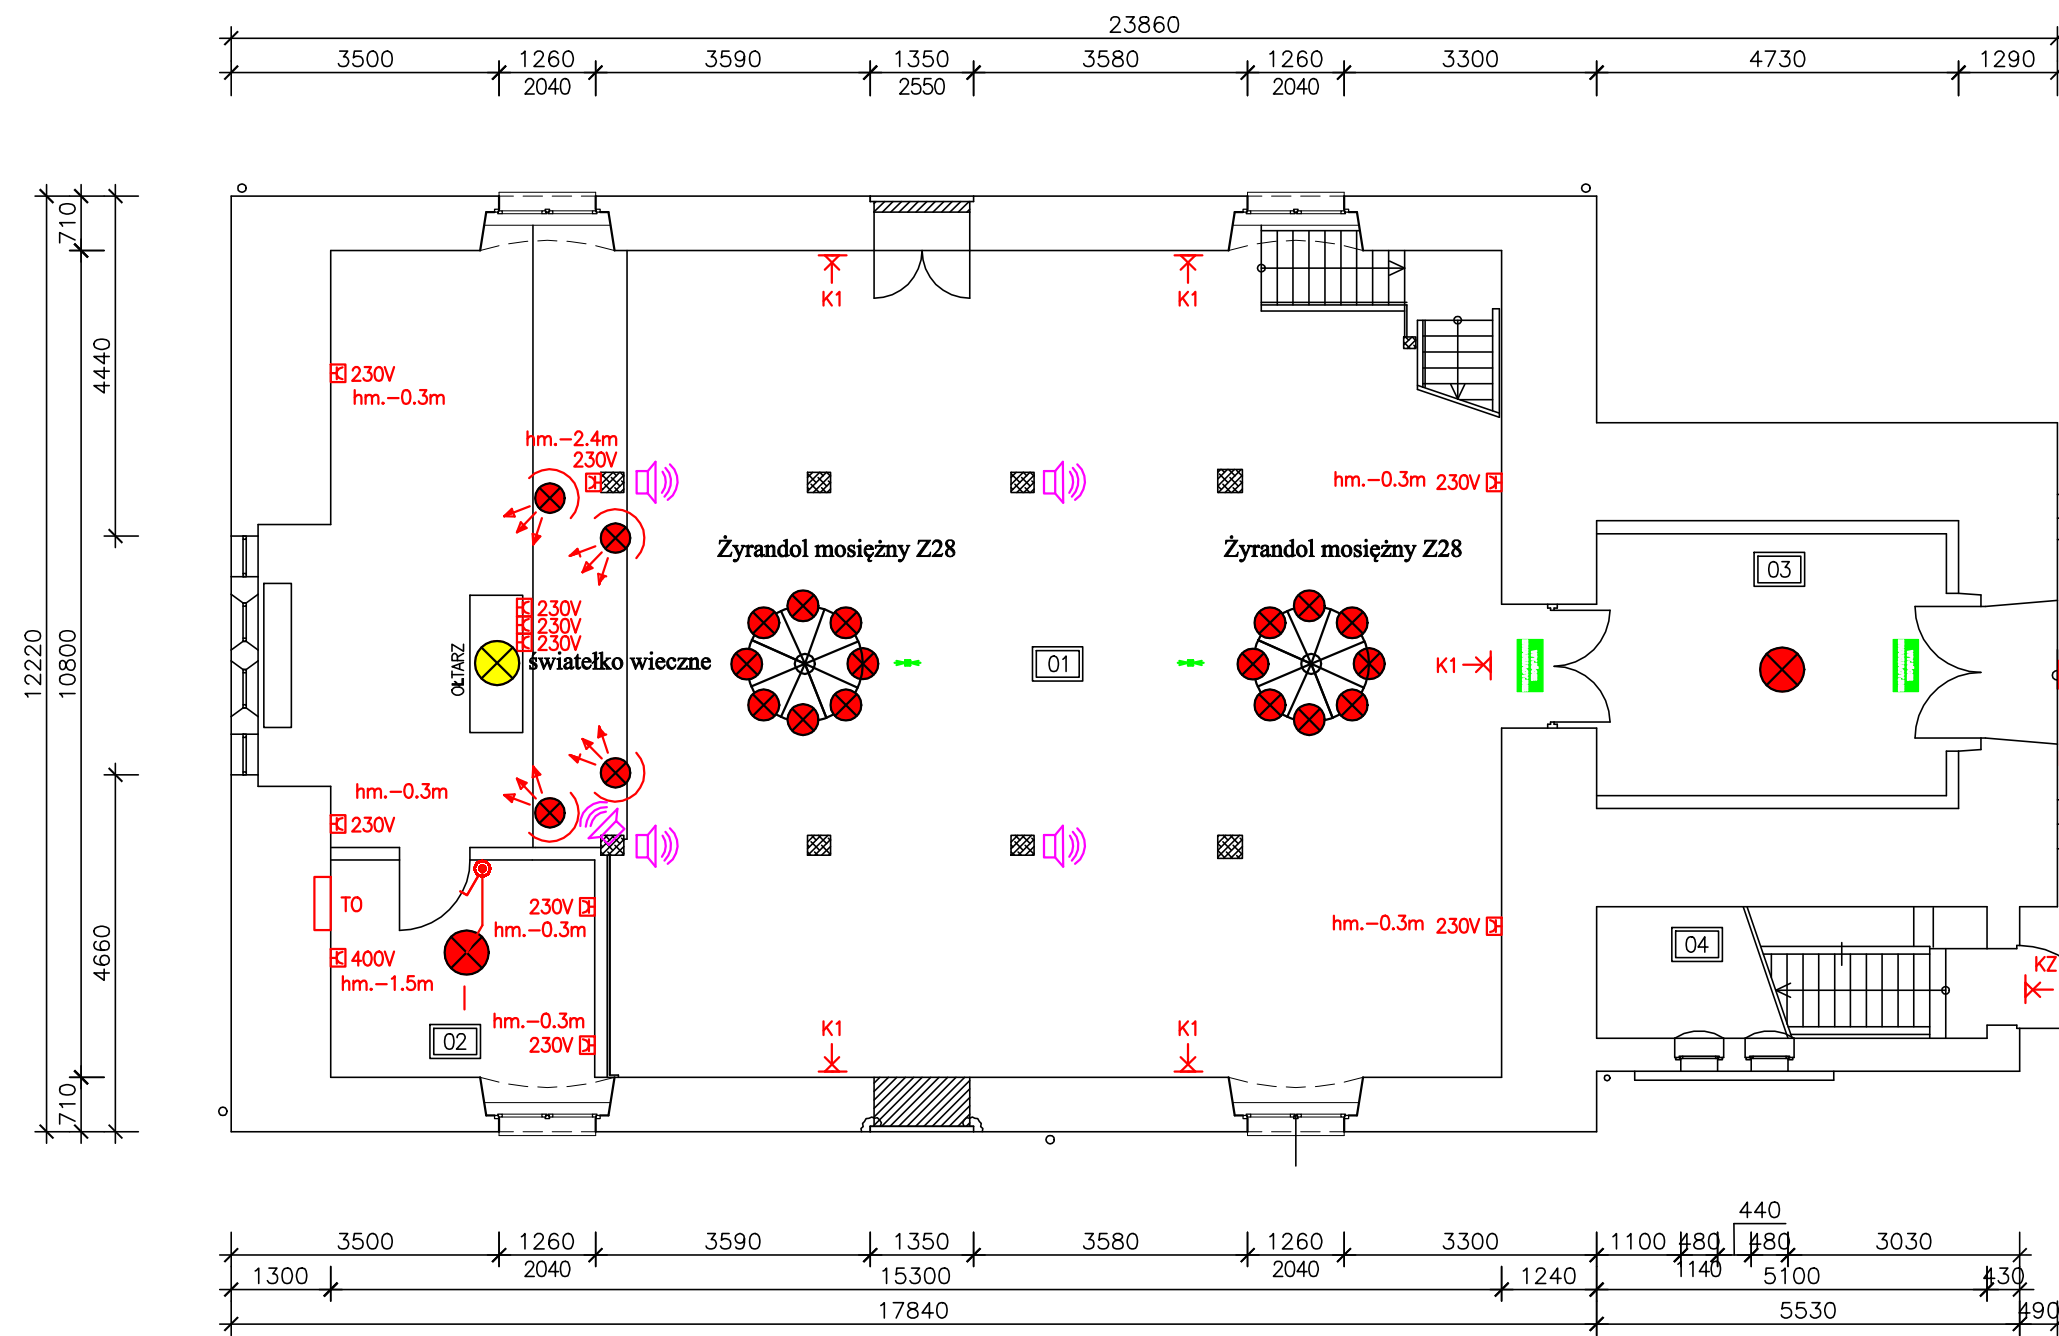 23860
3500 1260 3590 1350 3580 1260 3300 4730 1290
2040 2550 2040
710
4440
12220
10800
4660
710
K1 K1
230V
hm.-0.3m
hm.-2.4m
230V
hm.-0.3m 230V
Żyrandol mosiężny Z28 Żyrandol mosiężny Z28
03
230V
230V
230V
OŁTARZ
światełko wieczne
01
K1
hm.-0.3m
230V
TO
230V
hm.-0.3m
hm.-0.3m 230V
04
400V
hm.-1.5m
KZ
hm.-0.3m
02
230V
K1 K1
440
3500 1260 3590 1350 3580 1260 3300 1100 480 480 3030
2040 2040 1140
1300 15300 1240 5100 430
17840 5530 490